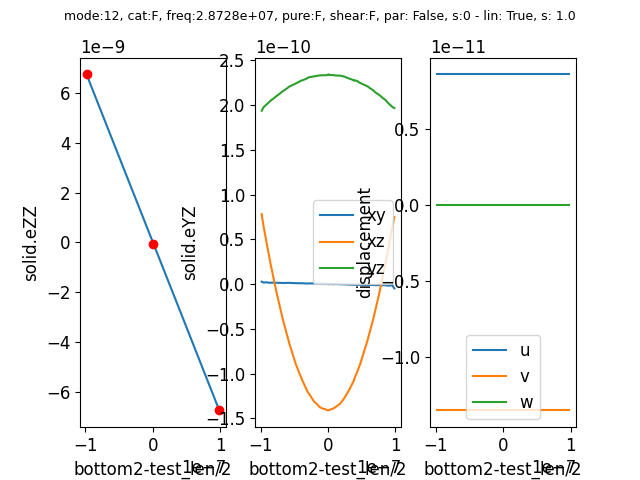 mode:12, cat:F, freq:2.8728e+07, pure:F, shear:F, par: False, s:0 - lin: True, s: 1.0
1e−9
6
4
2
0
−2
−4
−6
solid.eZZ
−1
0
1
1e−7
bottom2-test_len/2
1e−10
2.5
2.0
1.5
1.0
0.5
0.0
−0.5
−1.0
−1.5
solid.eYZ
xy
xz
yz
−1
0
1
1e−7
bottom2-test_len/2
1e−11
0.5
0.0
−0.5
−1.0
displacement
u
v
w
−1
0
1
1e−7
bottom2-test_len/2